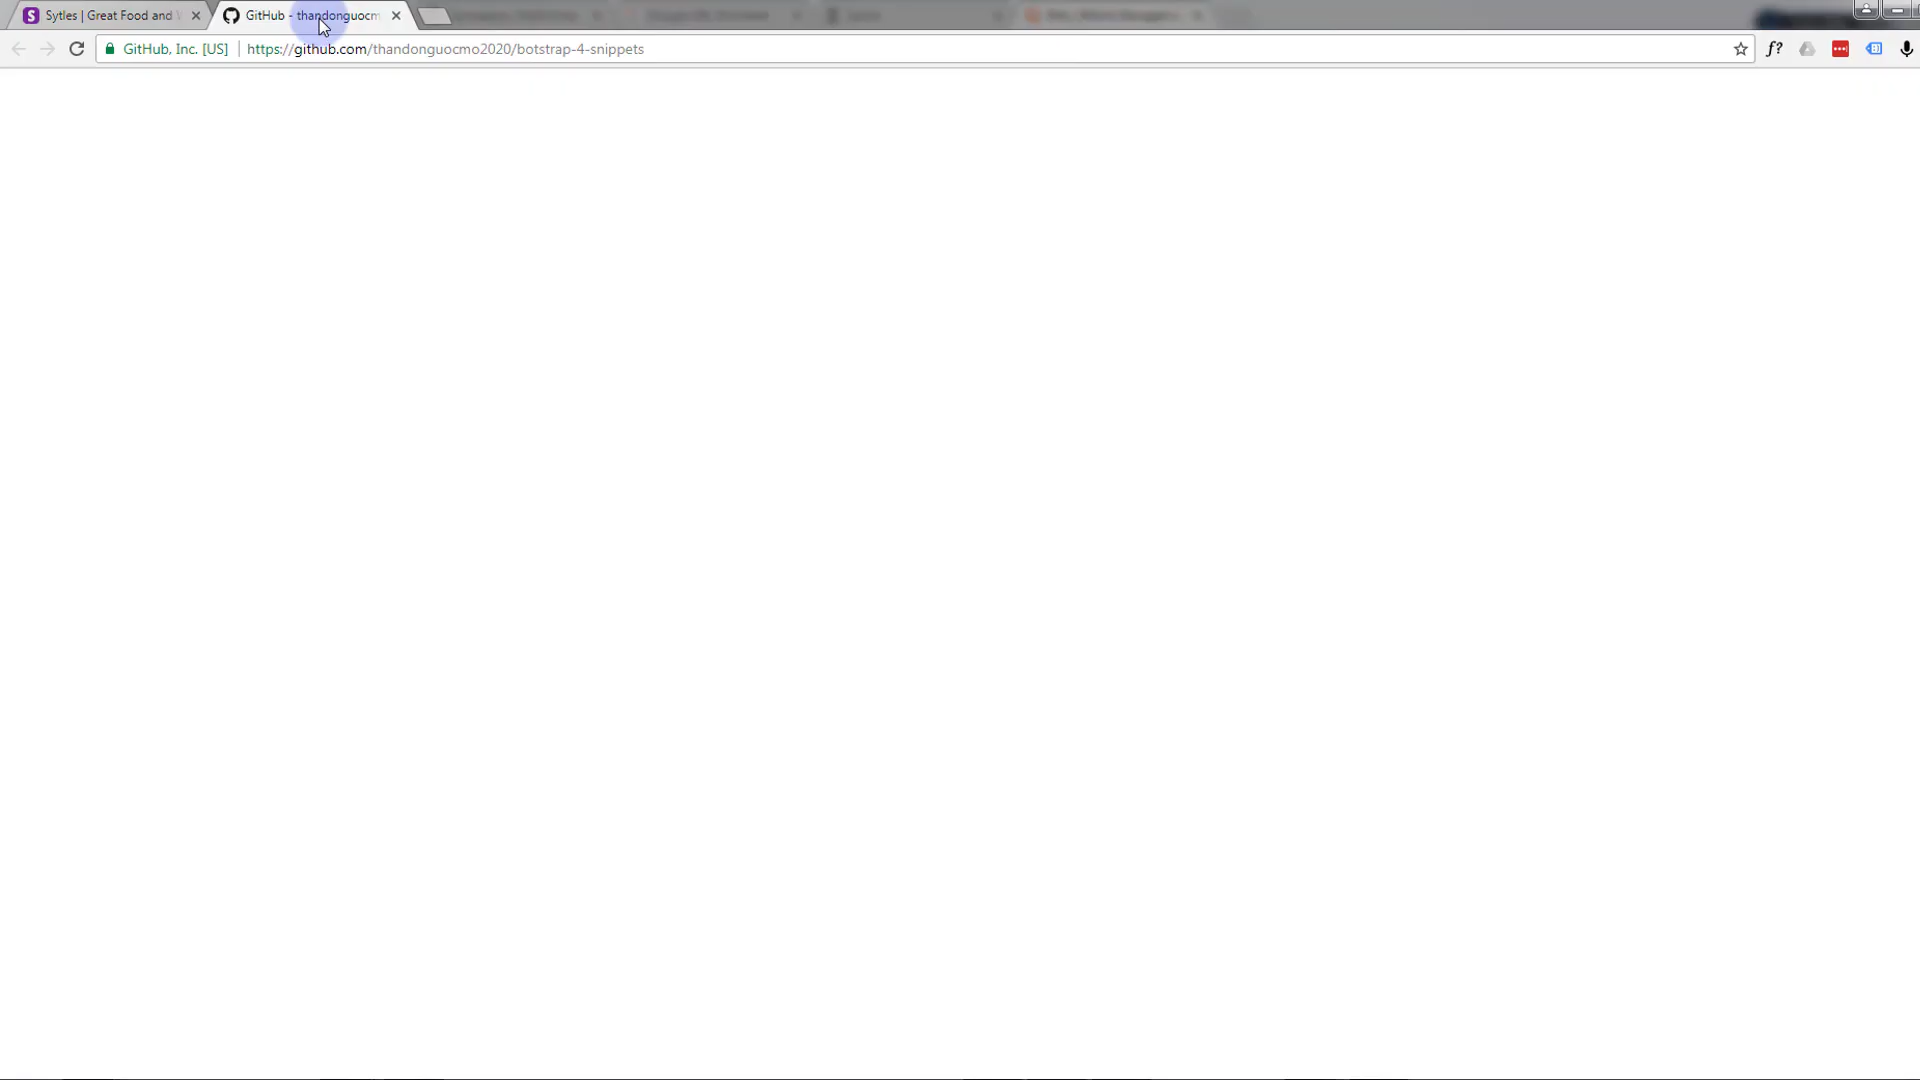 Sytles | Great Food and
GitHub - thandonguocm
GitHub, Inc. [US] https://github.com/thandonguocmo2020/botstrap-4-snippets
f?